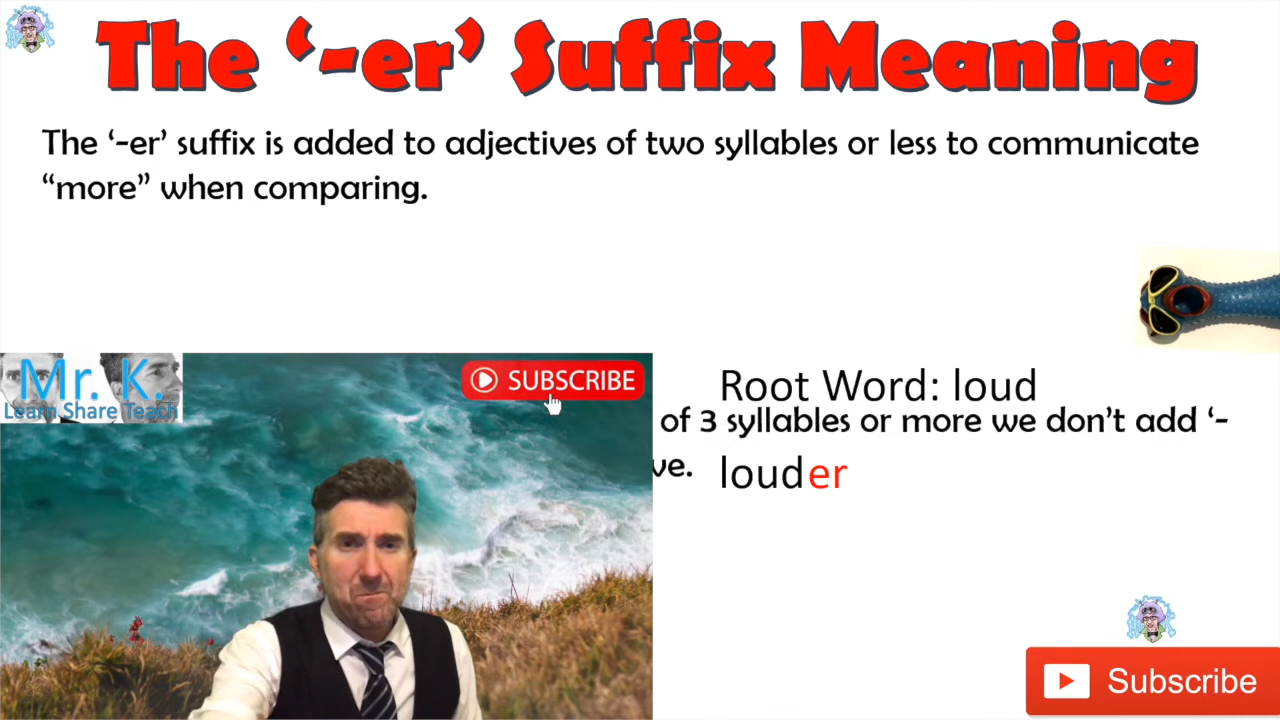 The ‘-er’ Suffix Meaning
The ‘-er’ suffix is added to adjectives of two syllables or less to communicate
“more” when comparing.
Mr. K.
Learn Share Teach
SUBSCRIBE
Root Word: loud
of 3 syllables or more we don’t add ‘-
ve.
louder
Subscribe